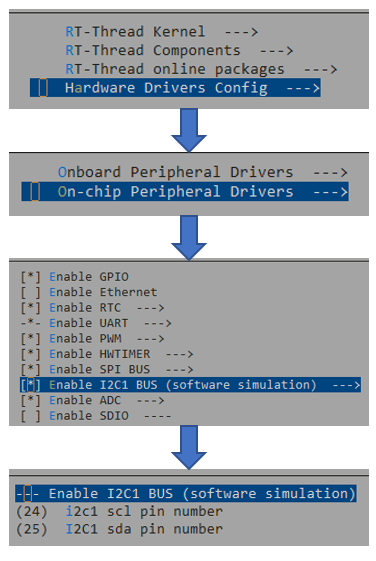 RT-Thread Kernel --->
RT-Thread Components --->
RT-Thread online packages --->
Hardware Drivers Config --->
Onboard Peripheral Drivers --->
On-chip Peripheral Drivers --->
[*] Enable GPIO
[ ] Enable Ethernet
[*] Enable RTC --->
-*- Enable UART --->
[*] Enable PWM --->
[*] Enable HWTIMER --->
[*] Enable SPI BUS --->
[*] Enable I2C1 BUS (software simulation) --->
[*] Enable ADC --->
[ ] Enable SDIO ----
--- Enable I2C1 BUS (software simulation)
(24) i2c1 scl pin number
(25) I2C1 sda pin number